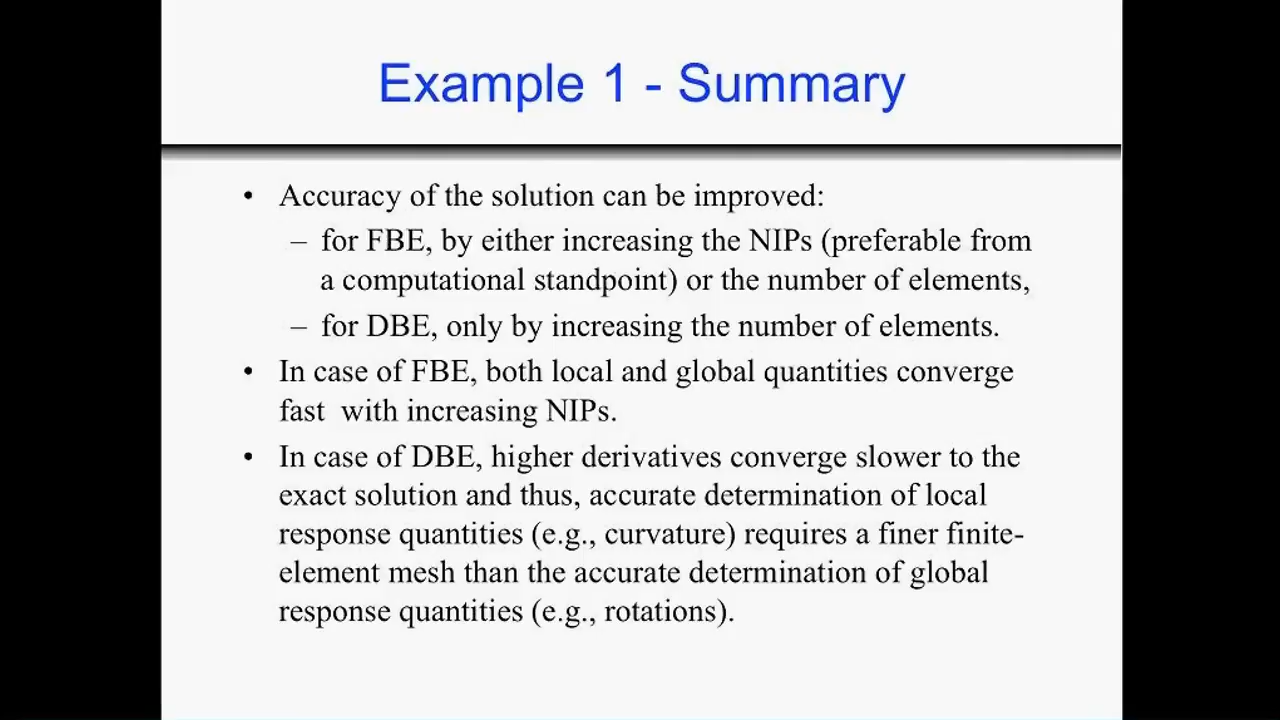 Example 1 - Summary
• Accuracy of the solution can be improved:
– for FBE, by either increasing the NIPs (preferable from
a computational standpoint) or the number of elements,
– for DBE, only by increasing the number of elements.
• In case of FBE, both local and global quantities converge
fast  with increasing NIPs.
• In case of DBE, higher derivatives converge slower to the
exact solution and thus, accurate determination of local
response quantities (e.g., curvature) requires a finer finite-
element mesh than the accurate determination of global
response quantities (e.g., rotations).